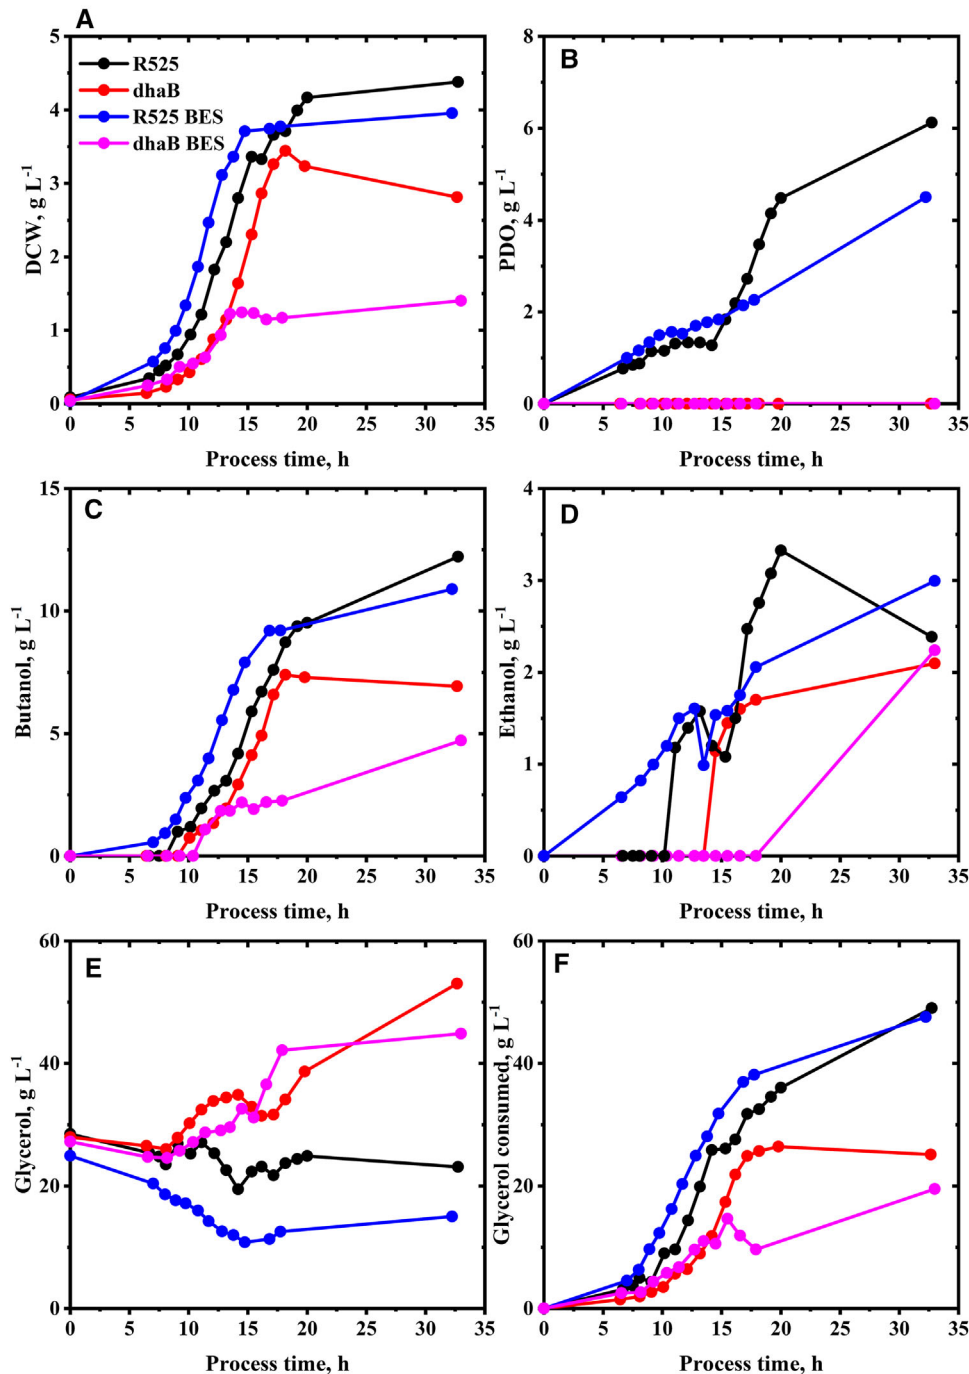 A
5
4
3
2
1
0
DCW, g L-1
R525
dhaB
R525 BES
dhaB BES
0 5 10 15 20 25 30 35
Process time, h
B
8
6
4
2
0
PDO, g L-1
0 5 10 15 20 25 30 35
Process time, h
C
15
10
5
0
Butanol, g L-1
0 5 10 15 20 25 30 35
Process time, h
D
4
3
2
1
0
Ethanol, g L-1
0 5 10 15 20 25 30 35
Process time, h
E
60
40
20
0
Glycerol, g L-1
0 5 10 15 20 25 30 35
Process time, h
F
60
40
20
0
Glycerol consumed, g L-1
0 5 10 15 20 25 30 35
Process time, h